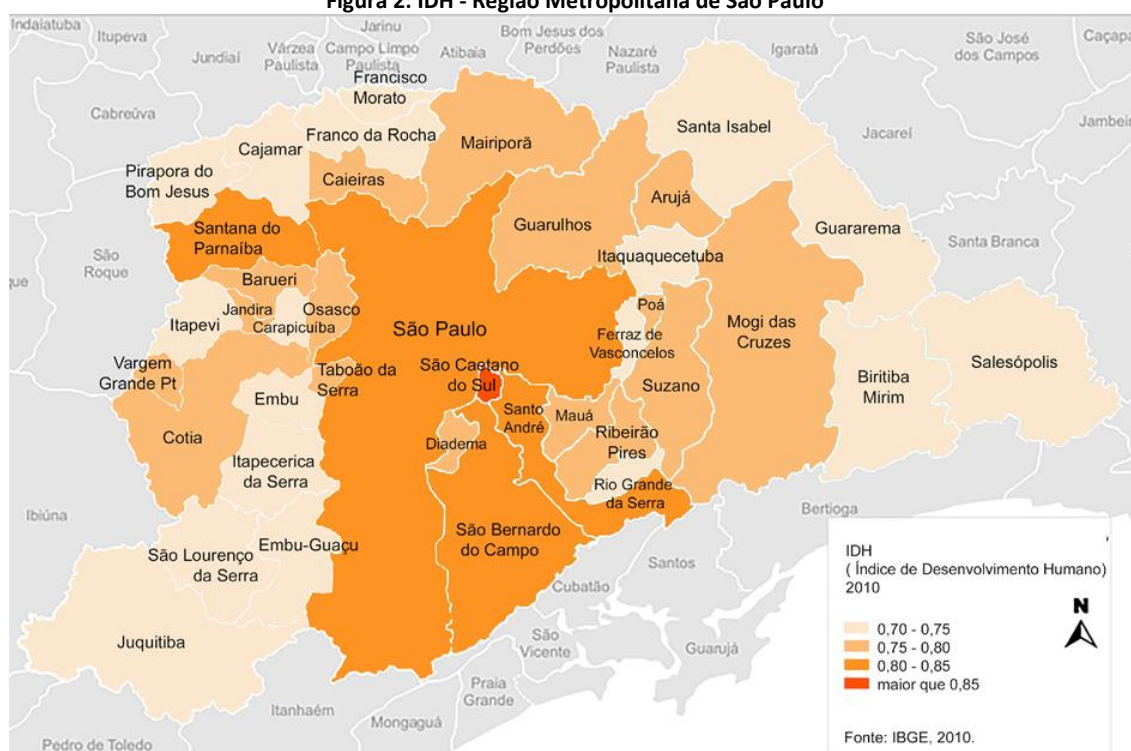 Figura 2: IDH - Região Metropolitana de São Paulo
Indaiatuba
Itupeva
Jundiaí
Várzea
Paulista
Jarinu
Campo Limpo
Paulista
Atibaia
Bom Jesus dos
Perdões
Nazaré
Paulista
Igaratá
São José
dos Campos
Caçapa
Cabreúva
Francisco
Morato
Franco da Rocha
Mairiporã
Santa Isabel
Jacareí
Jambei
Cajamar
Pirapora do
Bom Jesus
Caieiras
Arujá
Guarulhos
Guararema
Santa Branca
Santana do
Parnaíba
São
Roque
que
Itaquaquecetuba
Barueri
Jandira
Osasco
Itapevi
Carapicuíba
São Paulo
Poá
Ferraz de
Vasconcelos
Mogi das
Cruzes
Salesópolis
Vargem
Grande Pt
Taboão da
Serra
São Caetano
do Sul
Suzano
Biritiba
Mirim
Embu
Santo
André
Mauá
Cotia
Diadema
Ribeirão
Pires
Itapecerica
da Serra
Rio Grande
da Serra
Ibiúna
Bertioga
São Bernardo
do Campo
São Lourenço
da Serra
Embu-Guaçu
Santos
Cubatão
Juquitiba
São
Vicente
Guarujá
Praia
Grande
Itanhaém
Mongaguá
Pedro de Toledo
IDH
( Índice de Desenvolvimento Humano)
2010
N
0,70 - 0,75
0,75 - 0,80
0,80 - 0,85
maior que 0,85
Fonte: IBGE, 2010.